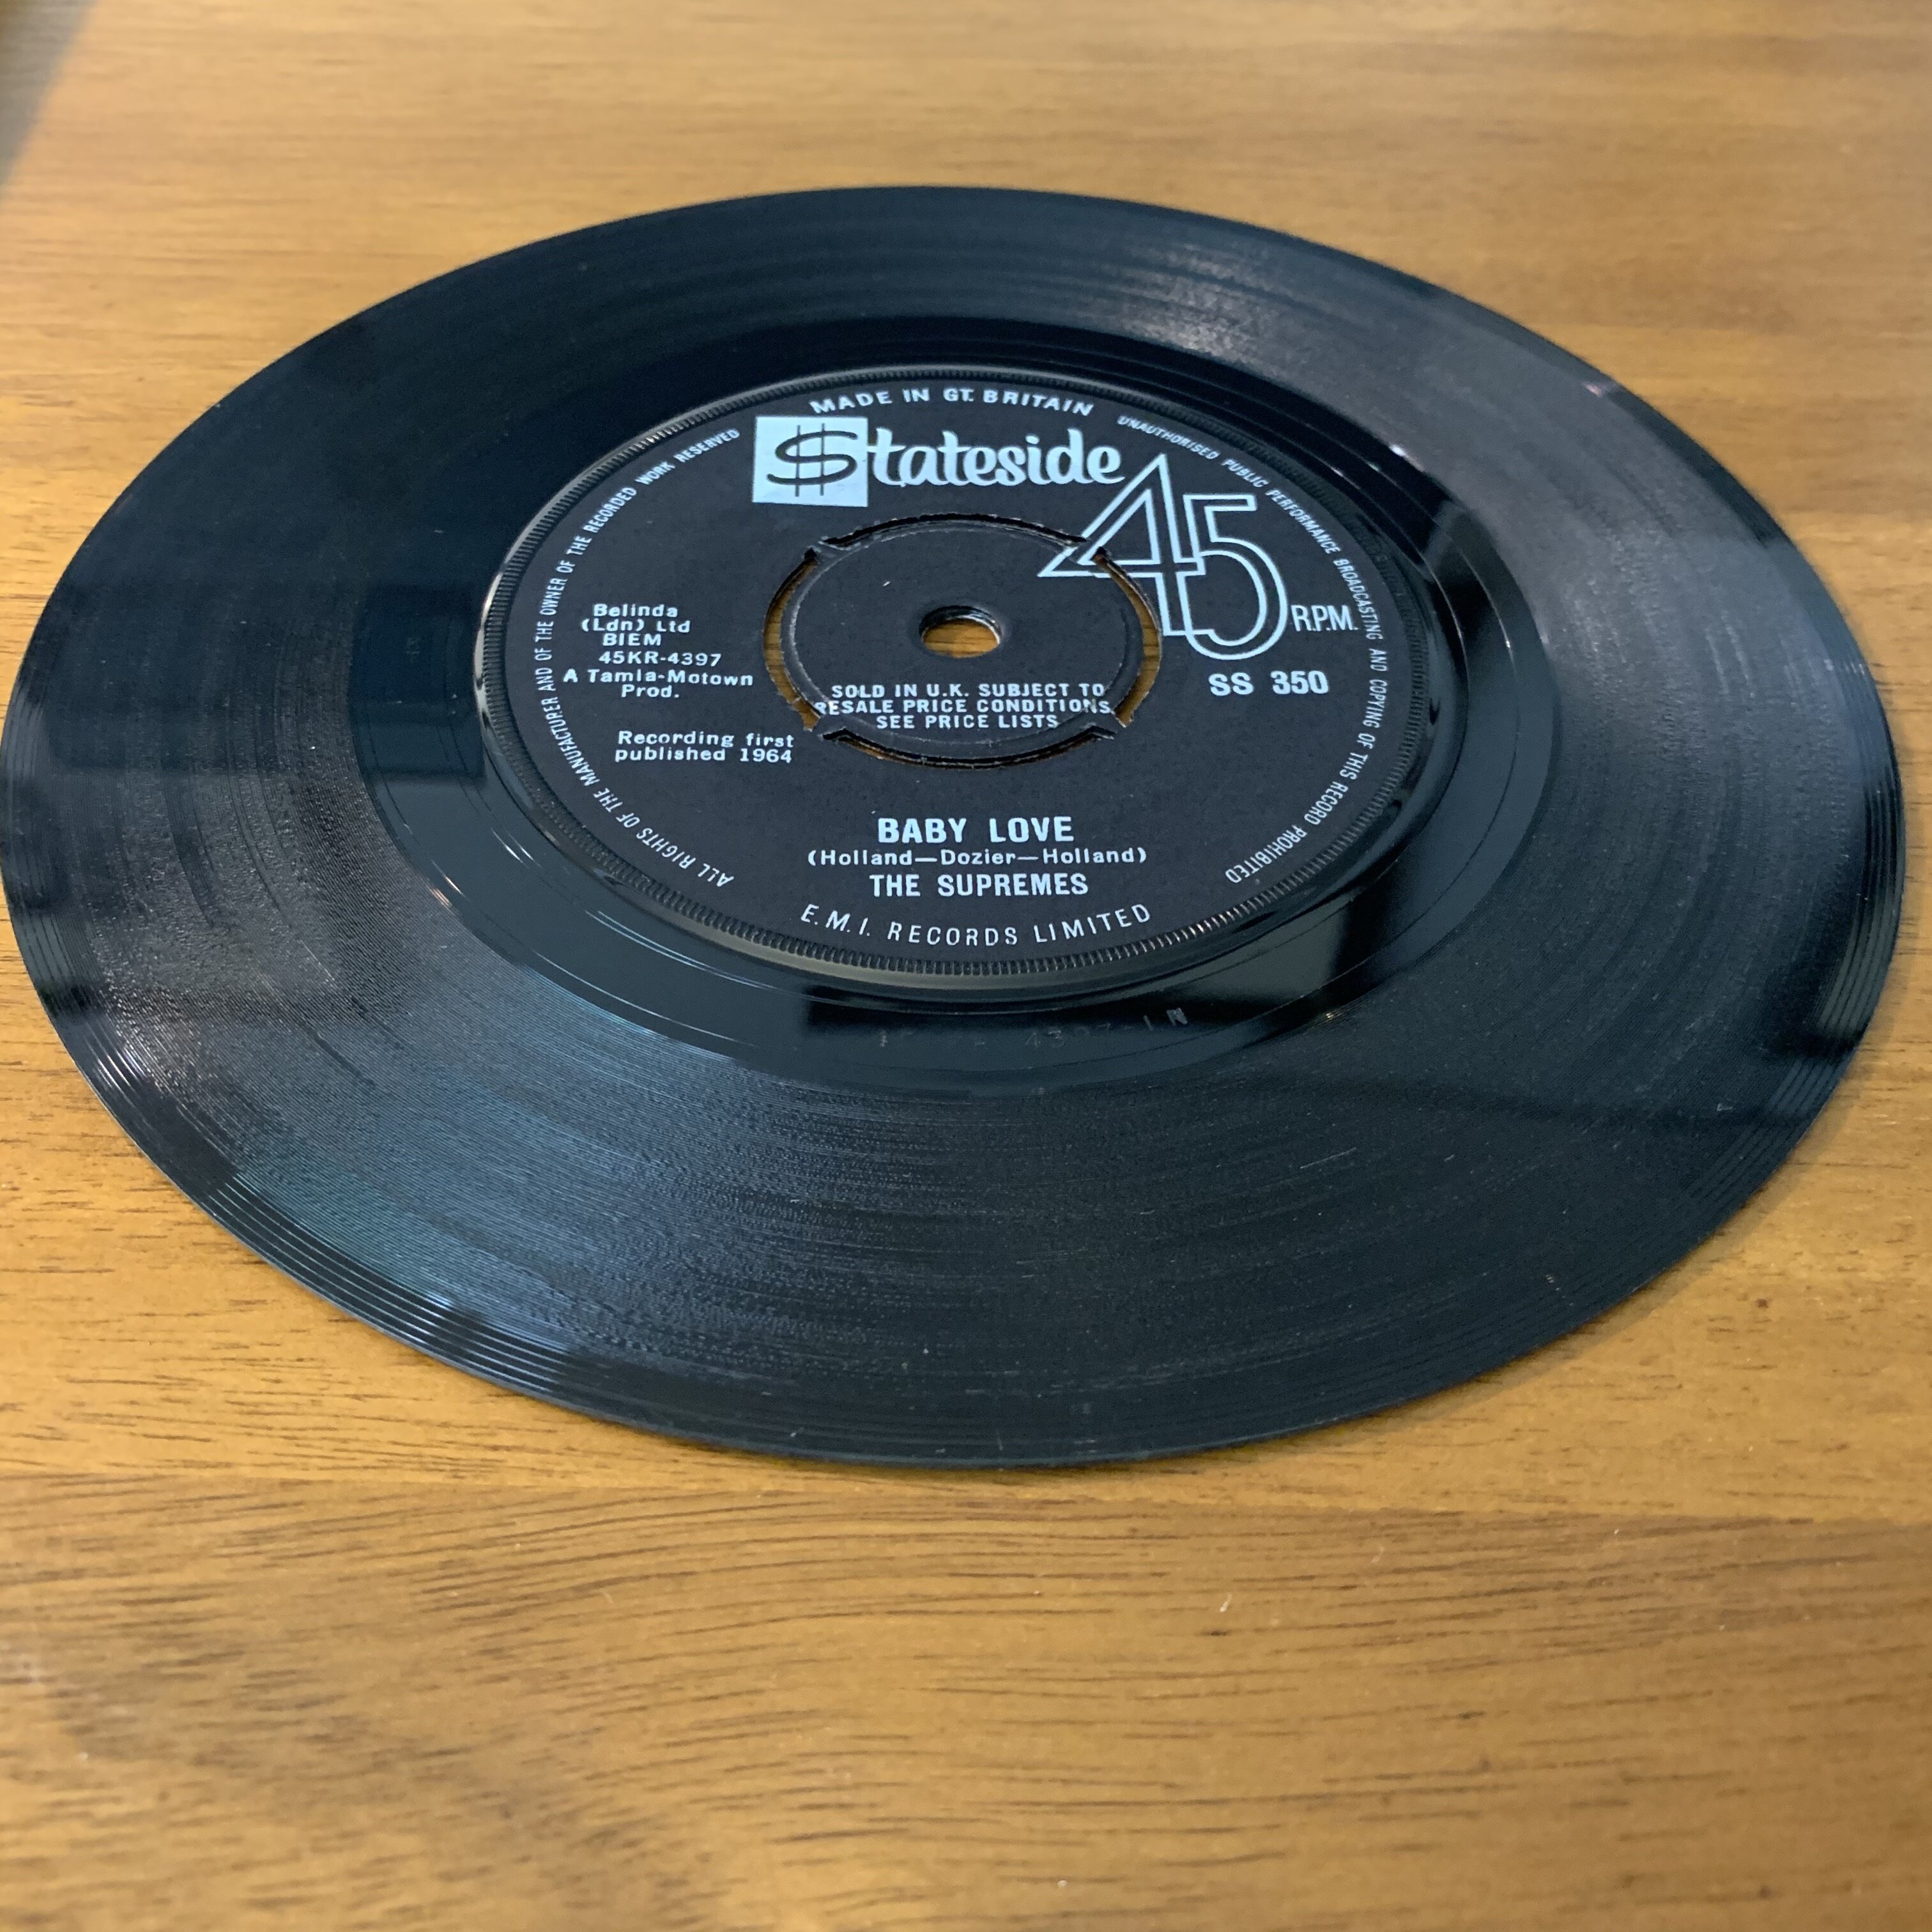 MADE IN GT. BRITAIN
Stateside
45
R.P.M.
SS 350
Belinda
(Ldn) Ltd
BIEM
45KR-4397
A Tamla-Motown
Prod.
Recording first
published 1964
SOLD IN U.K. SUBJECT TO
RESALE PRICE CONDITIONS,
SEE PRICE LISTS
BABY LOVE
(Holland—Dozier—Holland)
THE SUPREMES
E.M.I. RECORDS LIMITED
ALL RIGHTS OF THE MANUFACTURER AND OF THE OWNER OF THE RECORDED WORK RESERVED
UNAUTHORISED PUBLIC PERFORMANCE BROADCASTING AND COPYING OF THIS RECORD PROHIBITED